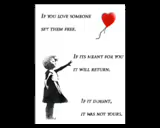 If you love someone
set them free.
If its meant for you
it will return.
If it doesnt,
it was not yours.